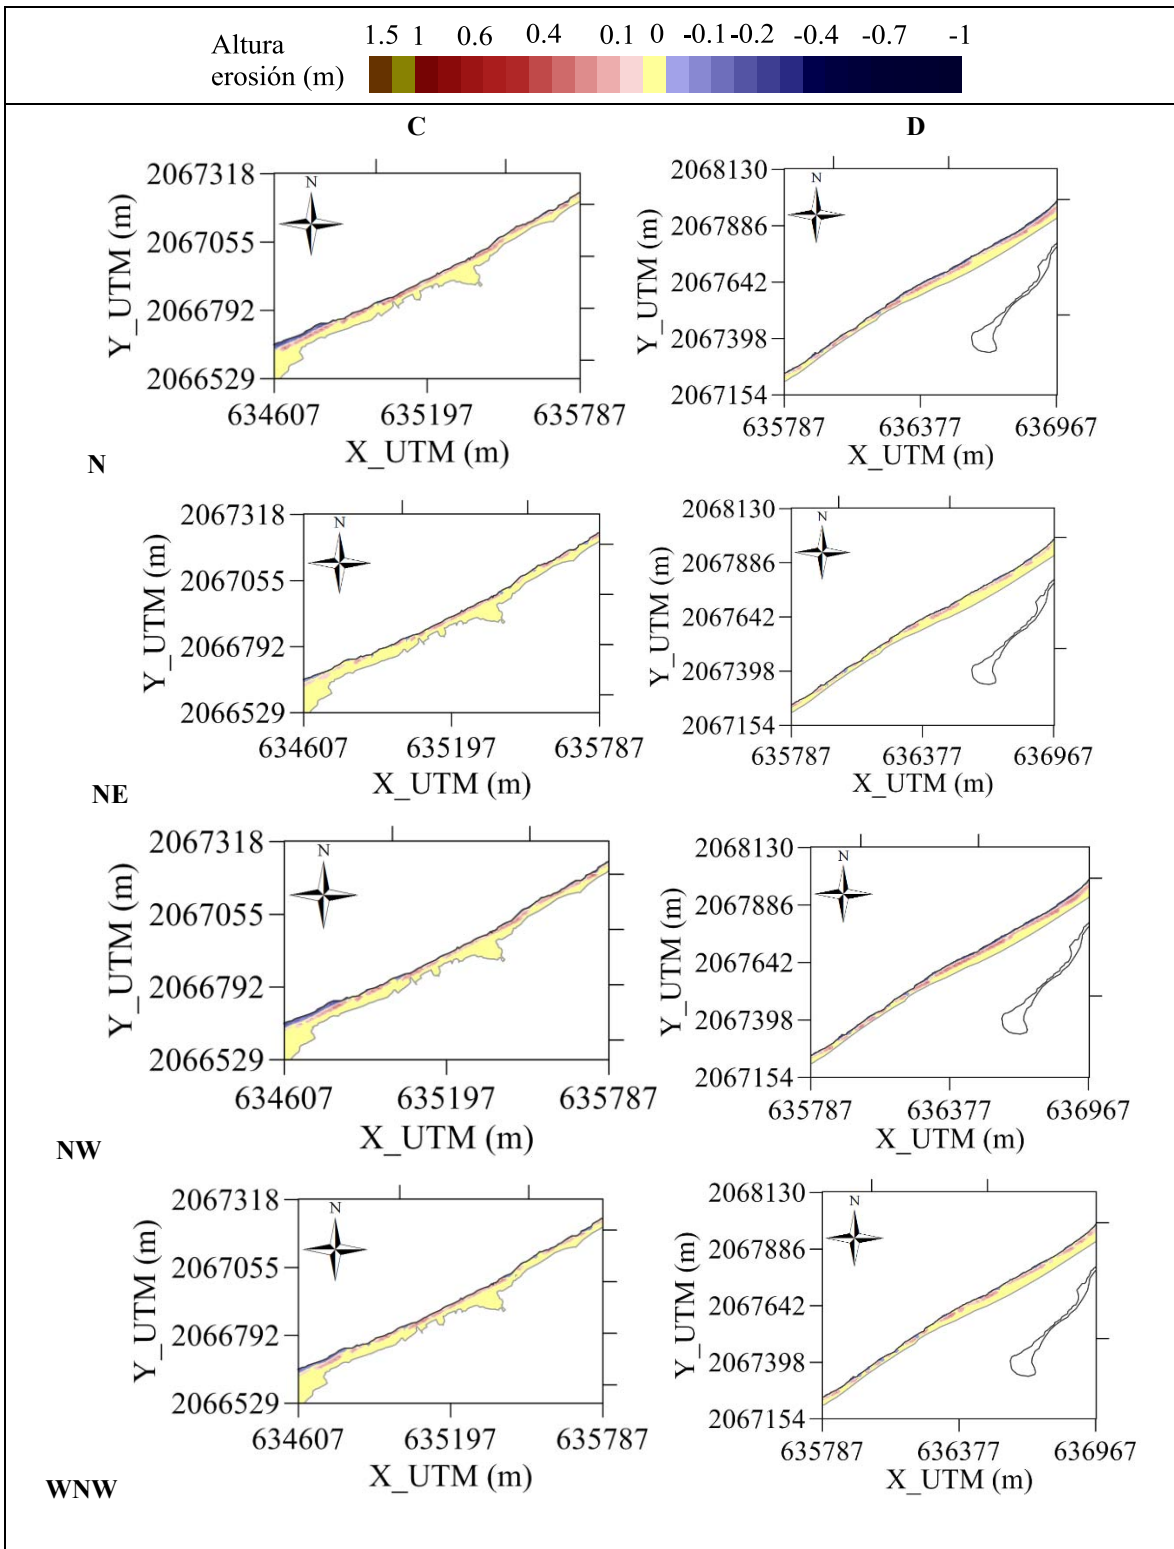 Altura
erosión (m)
1.5 1 0.6 0.4 0.1 0 -0.1 -0.2 -0.4 -0.7 -1
C
D
2067318
2067055
2066792
2066529
Y_UTM (m)
N
634607 635197 635787
X_UTM (m)
2068130
2067886
2067642
2067398
2067154
Y_UTM (m)
N
635787 636377 636967
X_UTM (m)
N
2067318
2067055
2066792
2066529
Y_UTM (m)
N
634607 635197 635787
X_UTM (m)
2068130
2067886
2067642
2067398
2067154
Y_UTM (m)
N
635787 636377 636967
X_UTM (m)
NE
2067318
2067055
2066792
2066529
Y_UTM (m)
N
634607 635197 635787
X_UTM (m)
2068130
2067886
2067642
2067398
2067154
Y_UTM (m)
N
635787 636377 636967
X_UTM (m)
NW
2067318
2067055
2066792
2066529
Y_UTM (m)
N
634607 635197 635787
X_UTM (m)
2068130
2067886
2067642
2067398
2067154
Y_UTM (m)
N
635787 636377 636967
X_UTM (m)
WNW